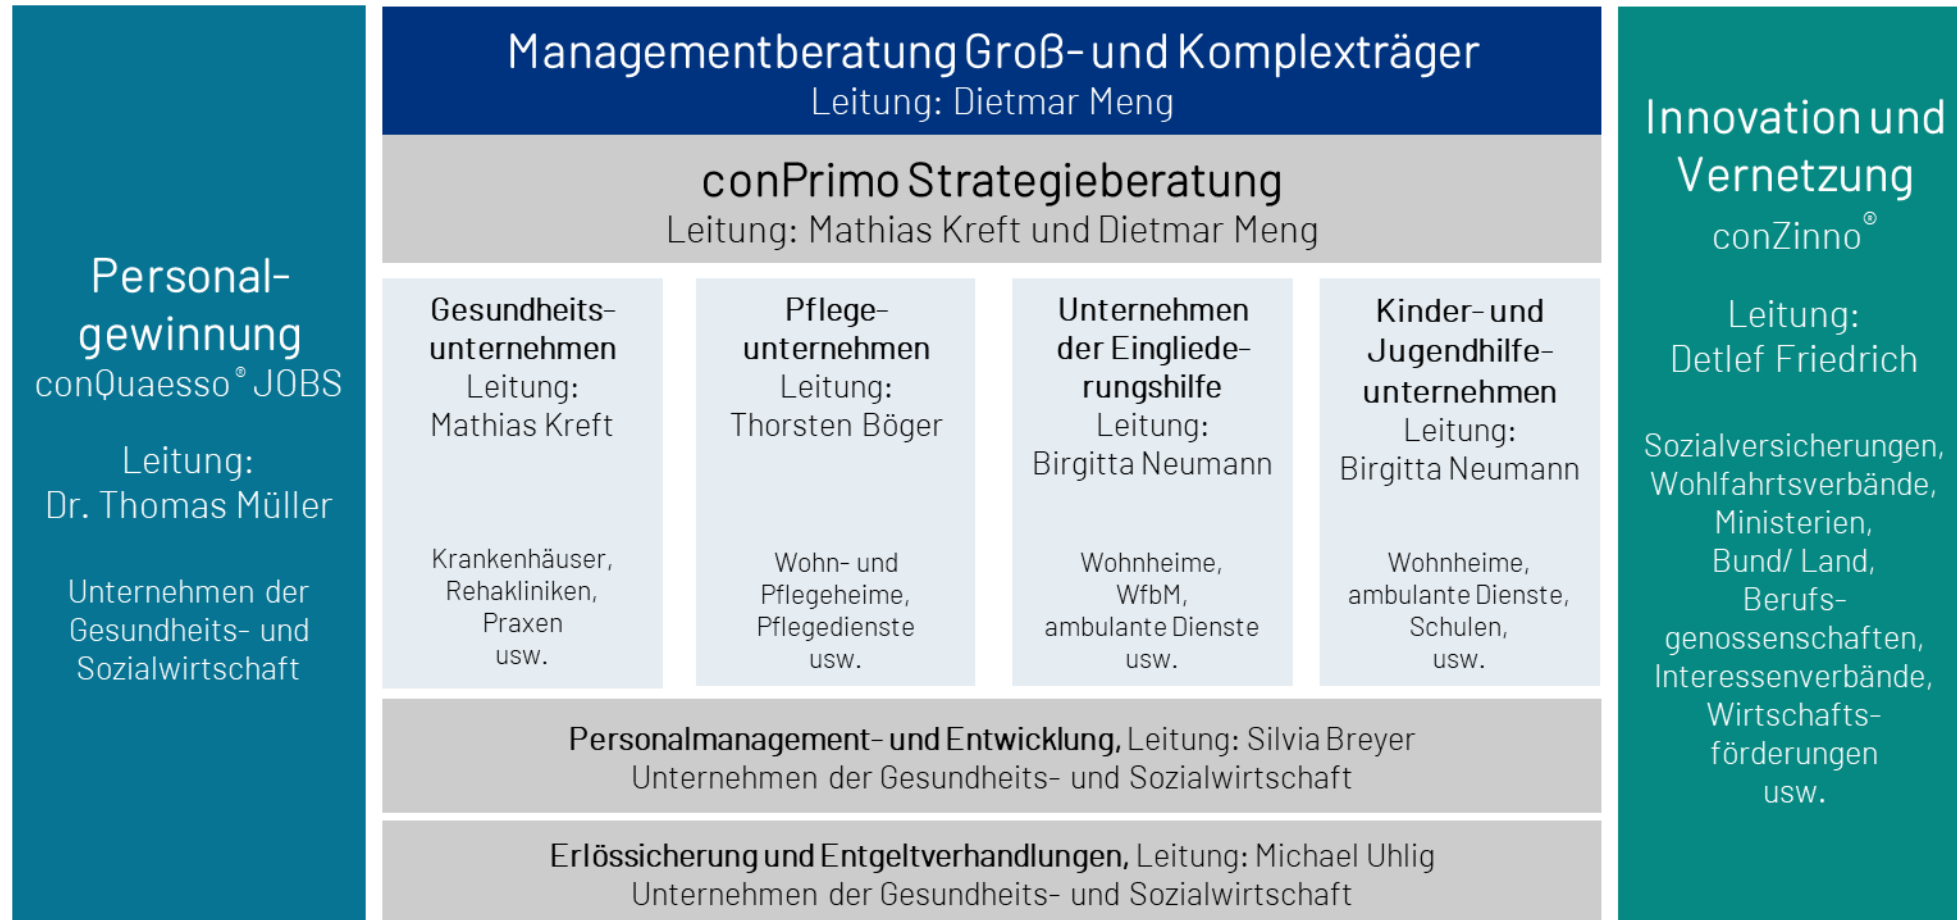 Personal-
gewinnung
conQuaesso® JOBS
Leitung:
Dr. Thomas Müller
Unternehmen der
Gesundheits- und
Sozialwirtschaft
Managementberatung Groß- und Komplexträger
Leitung: Dietmar Meng
conPrimo Strategieberatung
Leitung: Mathias Kreft und Dietmar Meng
Gesundheits-
unternehmen
Leitung:
Mathias Kreft
Krankenhäuser,
Rehakliniken,
Praxen
usw.
Pflege-
unternehmen
Leitung:
Thorsten Böger
Wohn- und
Pflegeheime,
Pflegedienste
usw.
Unternehmen
der Eingliede-
rungshilfe
Leitung:
Birgitta Neumann
Wohnheime,
WfbM,
ambulante Dienste
usw.
Kinder- und
Jugendhilfe-
unternehmen
Leitung:
Birgitta Neumann
Wohnheime,
ambulante Dienste,
Schulen,
usw.
Personalmanagement- und Entwicklung, Leitung: Silvia Breyer
Unternehmen der Gesundheits- und Sozialwirtschaft
Erlössicherung und Entgeltverhandlungen, Leitung: Michael Uhlig
Unternehmen der Gesundheits- und Sozialwirtschaft
Innovation und
Vernetzung
conZinno®
Leitung:
Detlef Friedrich
Sozialversicherungen,
Wohlfahrtsverbände,
Ministerien,
Bund/ Land,
Berufs-
genossenschaften,
Interessenverbände,
Wirtschafts-
förderungen
usw.